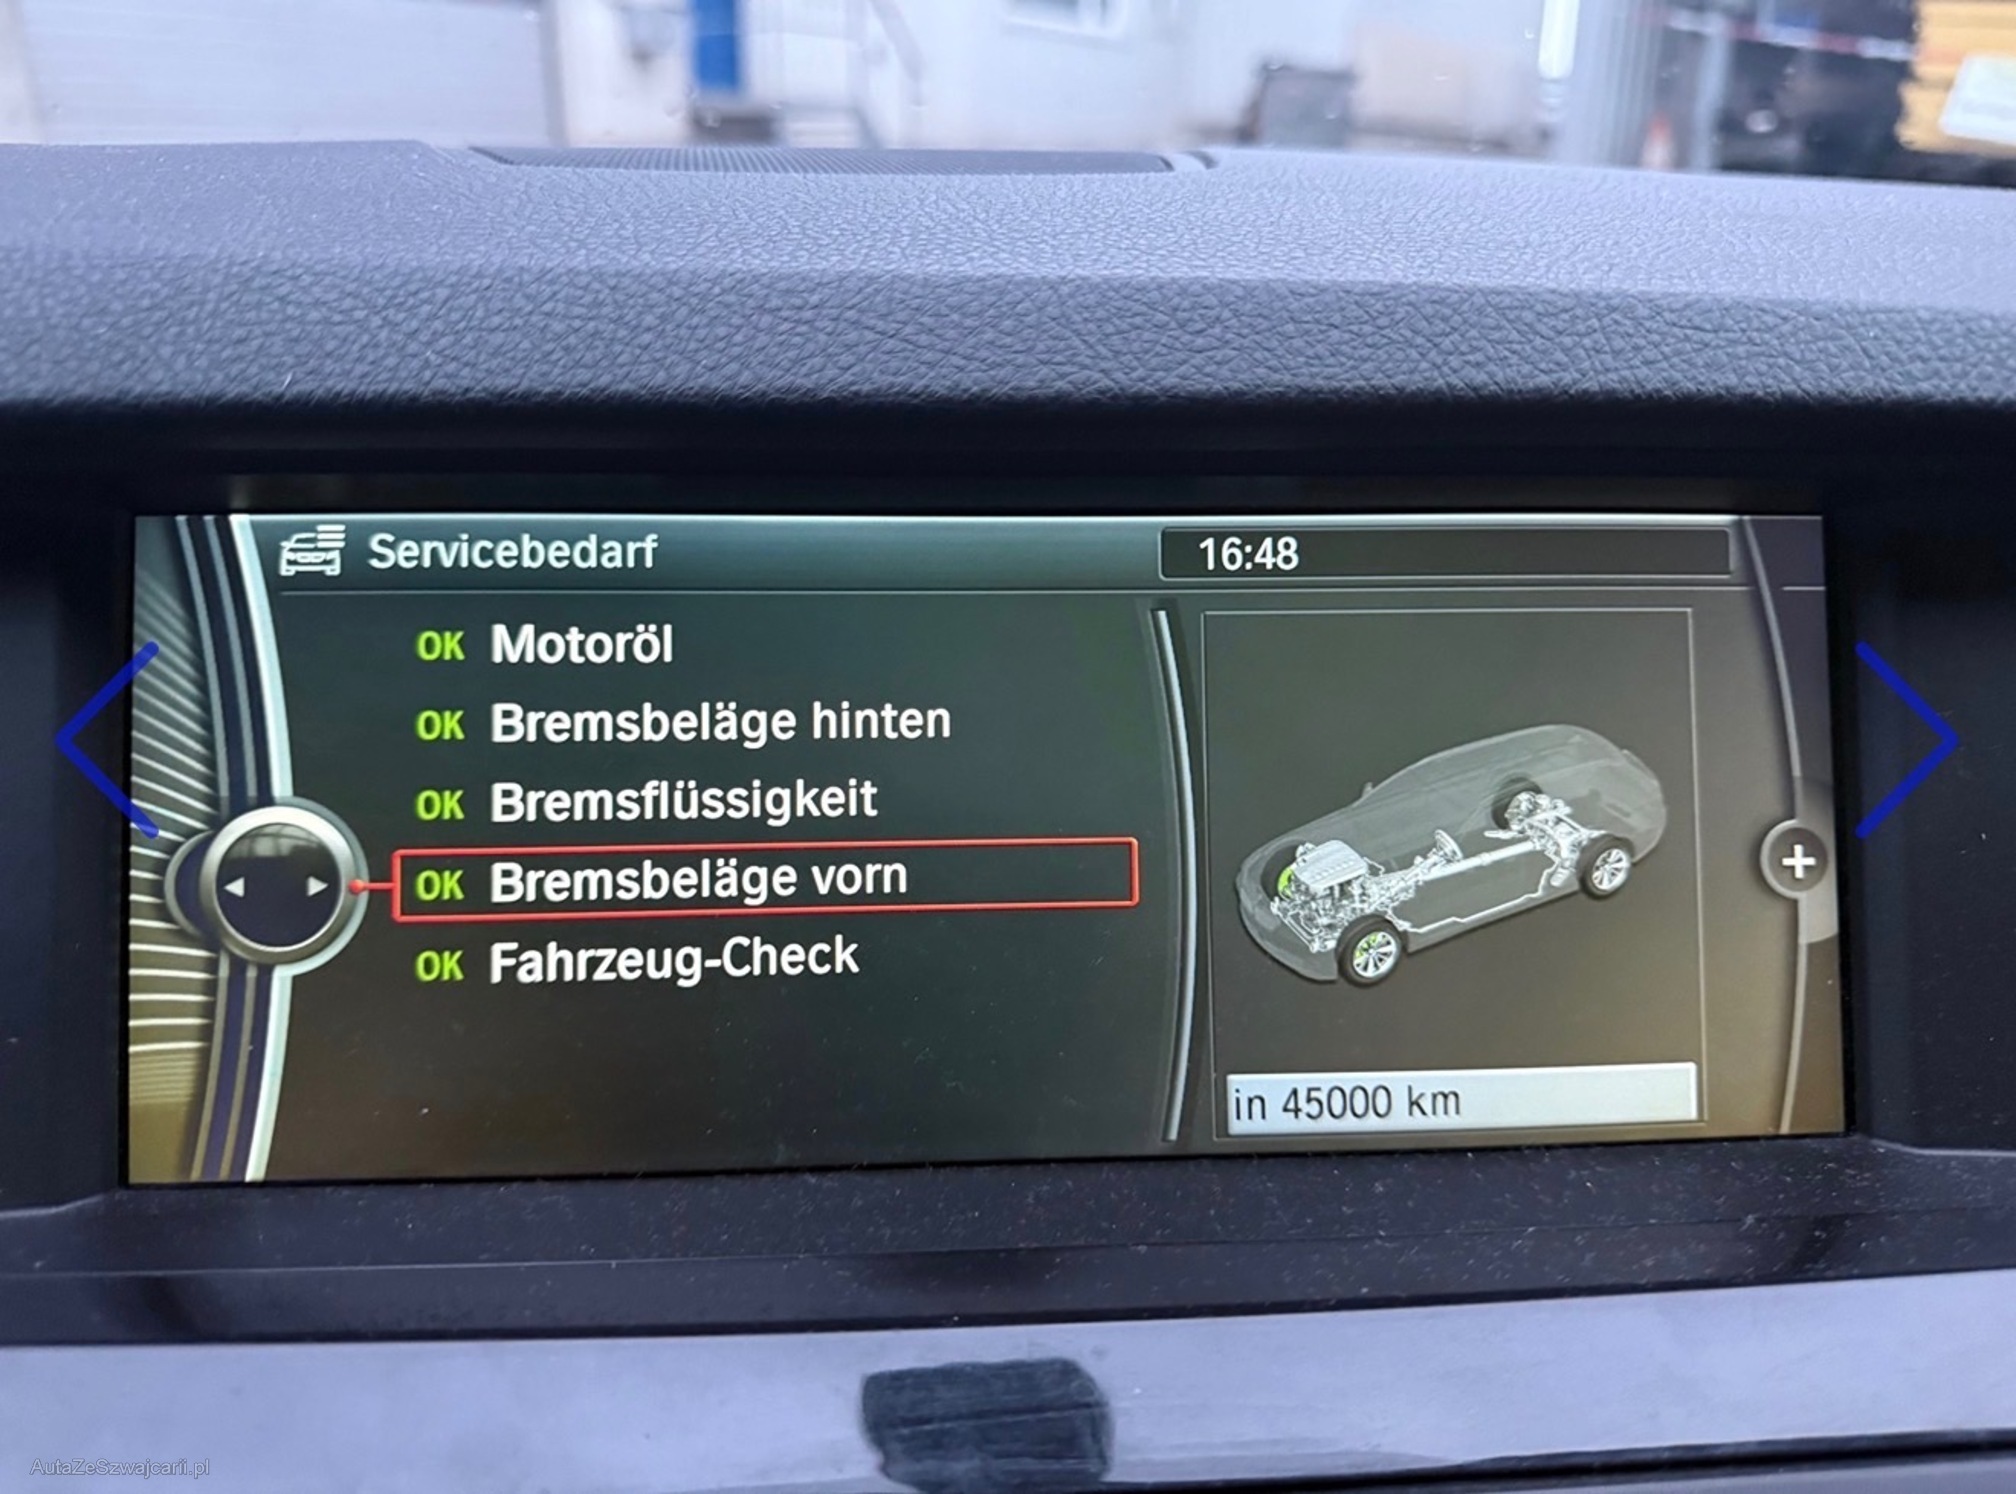 Servicebedarf
16:48
OK Motoröl
OK Bremsbeläge hinten
OK Bremsflüssigkeit
OK Bremsbeläge vorn
OK Fahrzeug-Check
in 45000 km
AutaZeSzwajcarii.pl